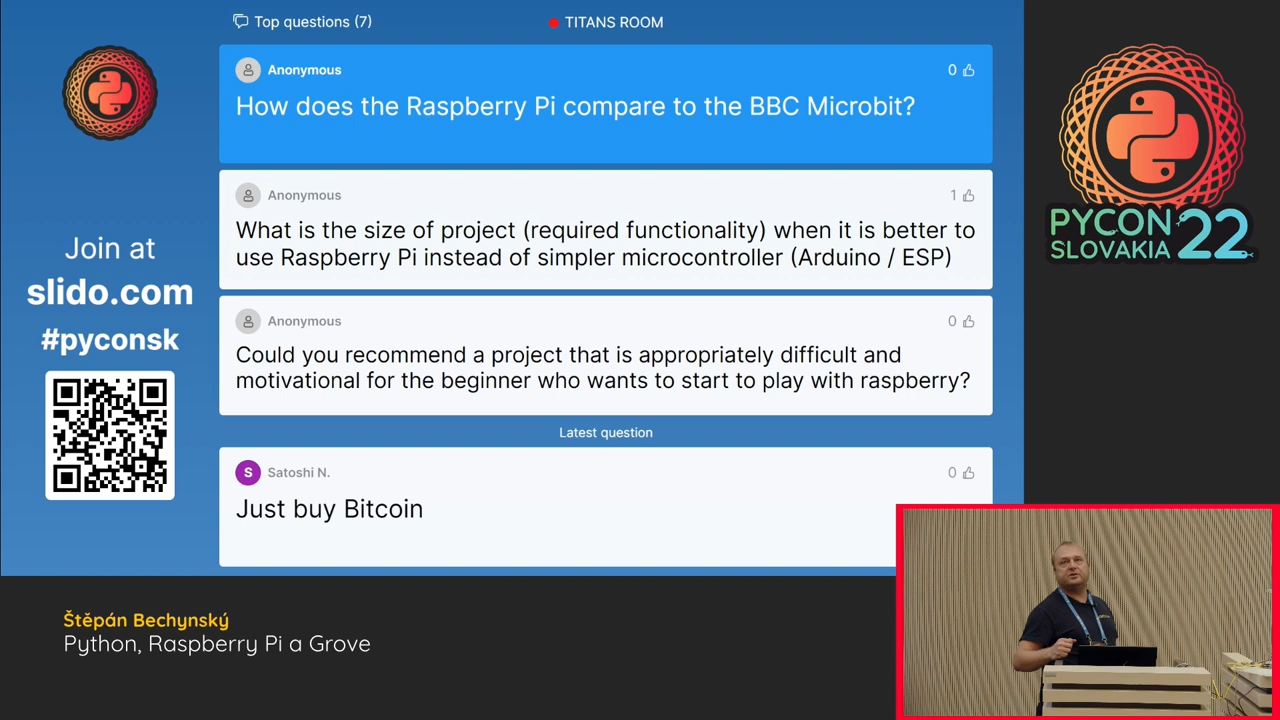 Top questions (7)
TITANS ROOM
Anonymous
0
How does the Raspberry Pi compare to the BBC Microbit?
Anonymous
1
What is the size of project (required functionality) when it is better to
use Raspberry Pi instead of simpler microcontroller (Arduino / ESP)
Anonymous
0
Could you recommend a project that is appropriately difficult and
motivational for the beginner who wants to start to play with raspberry?
Latest question
S
Satoshi N.
0
Just buy Bitcoin
Join at
slido.com
#pyconsk
PYCON
SLOVAKIA
22
Štěpán Bechynský
Python, Raspberry Pi a Grove